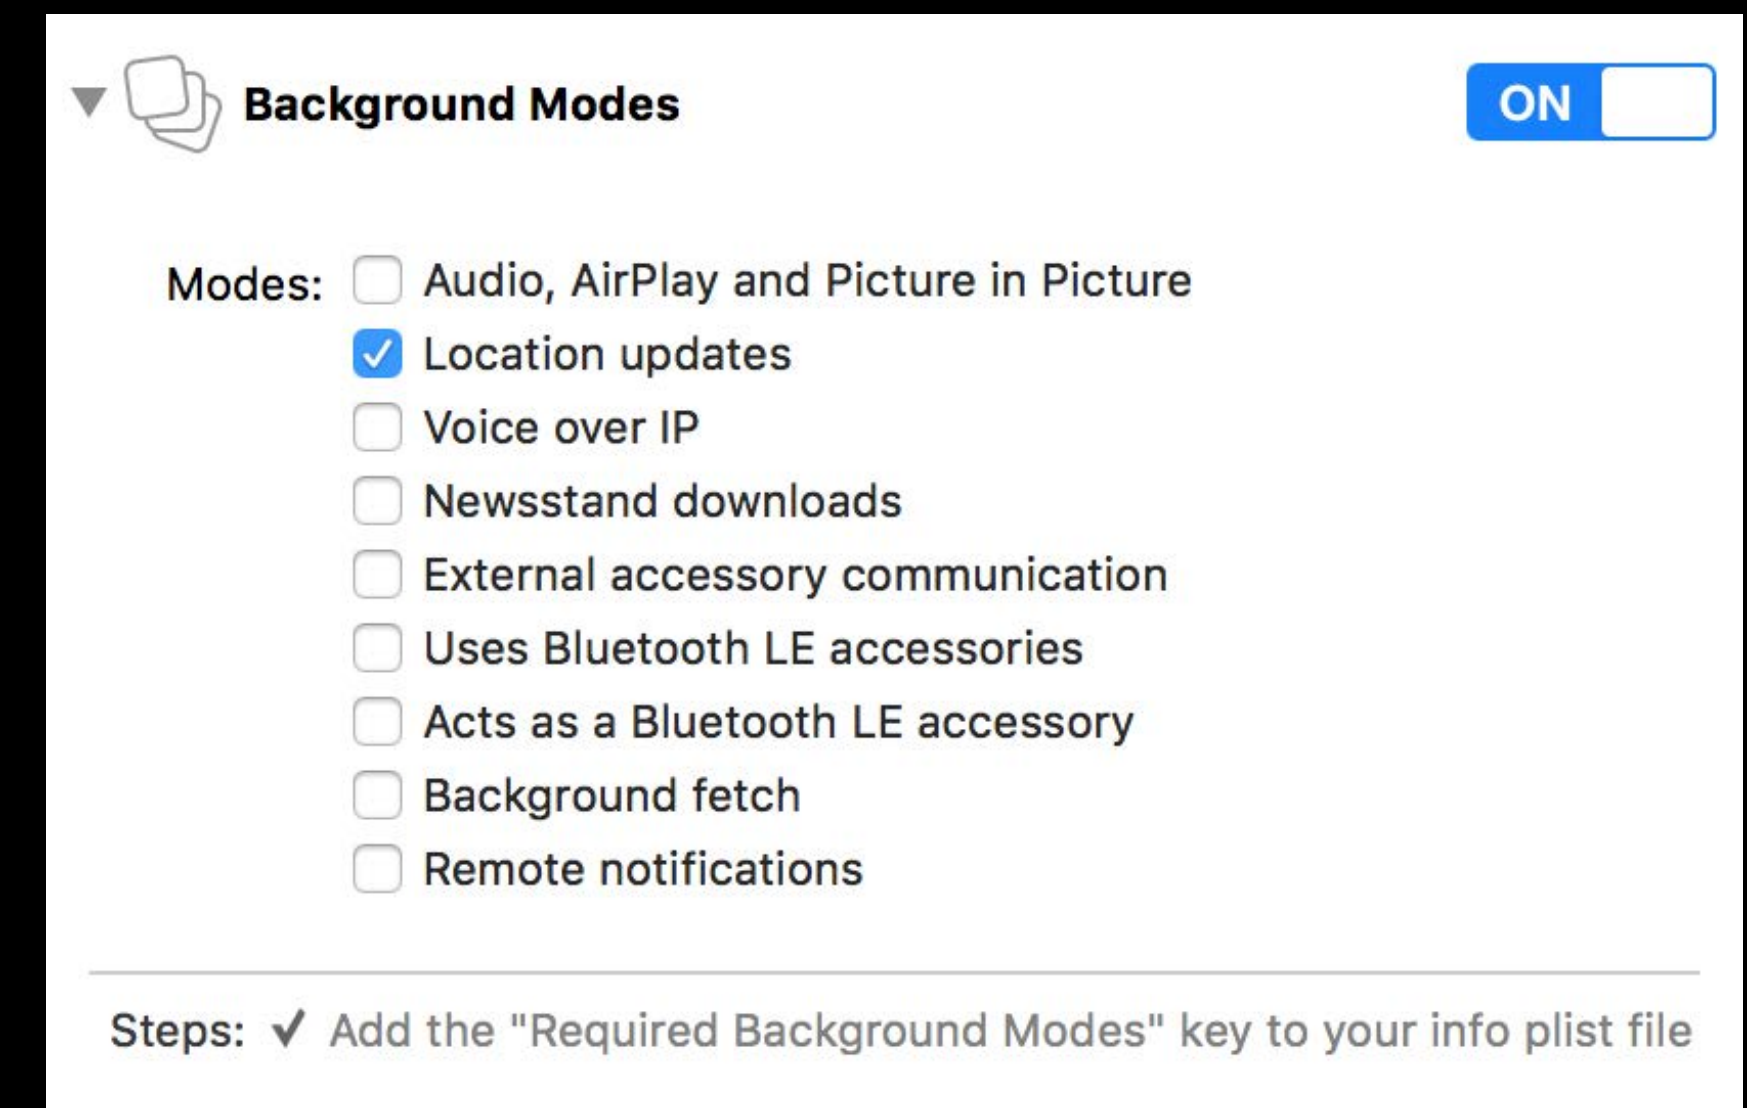 Background Modes
ON
Modes: Audio, AirPlay and Picture in Picture
Location updates
Voice over IP
Newsstand downloads
External accessory communication
Uses Bluetooth LE accessories
Acts as a Bluetooth LE accessory
Background fetch
Remote notifications
Steps: ✓ Add the "Required Background Modes" key to your info plist file